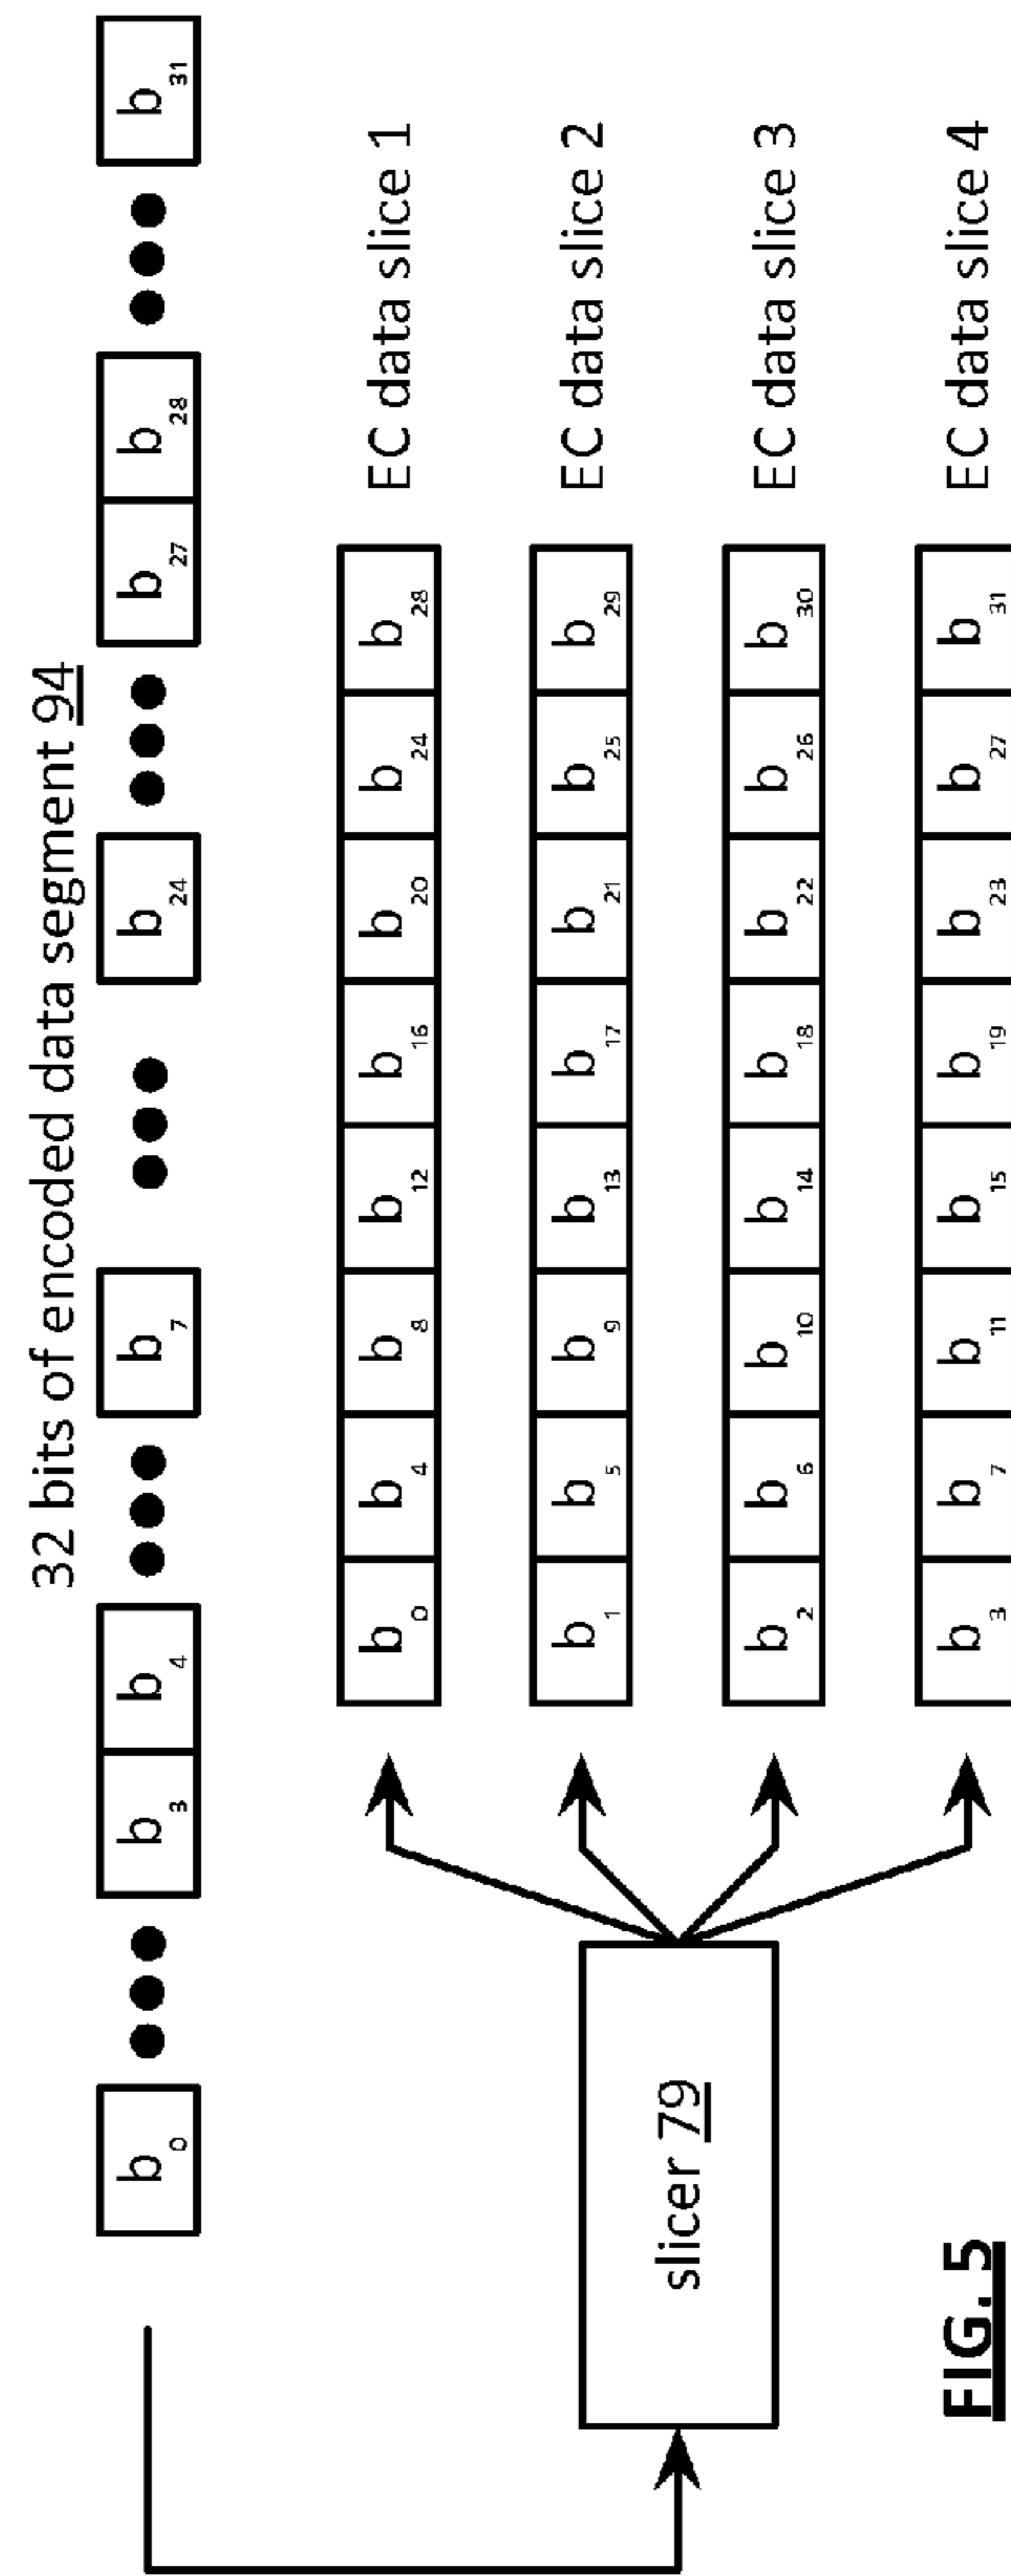 32 bits of encoded data segment 94
b0 ●●● b3 b4 ●●● b7 ●●● b24 ●●● b27 b28 ●●● b31
b0 b4 b8 b12 b16 b20 b24 b28 EC data slice 1
b1 b5 b9 b13 b17 b21 b25 b29 EC data slice 2
slicer 79
b2 b6 b10 b14 b18 b22 b26 b30 EC data slice 3
b3 b7 b11 b15 b19 b23 b27 b31 EC data slice 4
FIG. 5